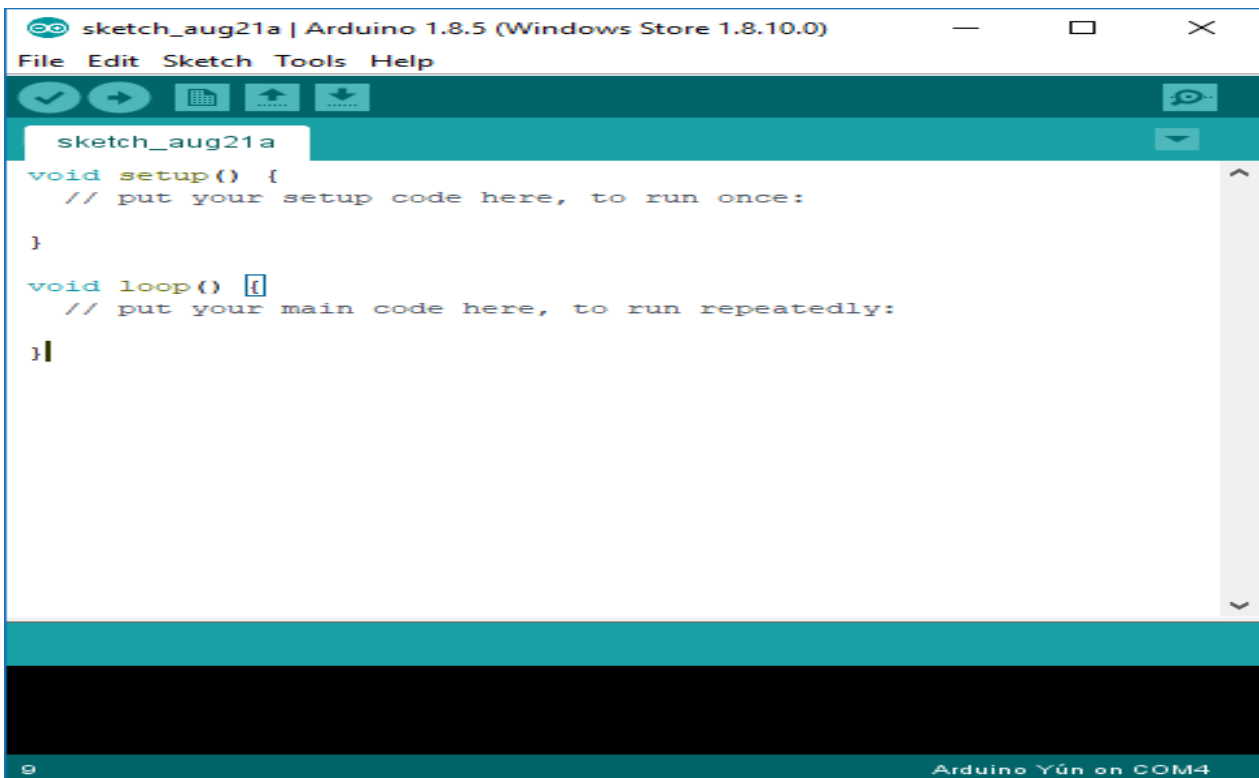 sketch_aug21a | Arduino 1.8.5 (Windows Store 1.8.10.0)
File Edit Sketch Tools Help
sketch_aug21a
void setup() {
  // put your setup code here, to run once:
}
void loop() {
  // put your main code here, to run repeatedly:
}
9 Arduino Yún on COM4